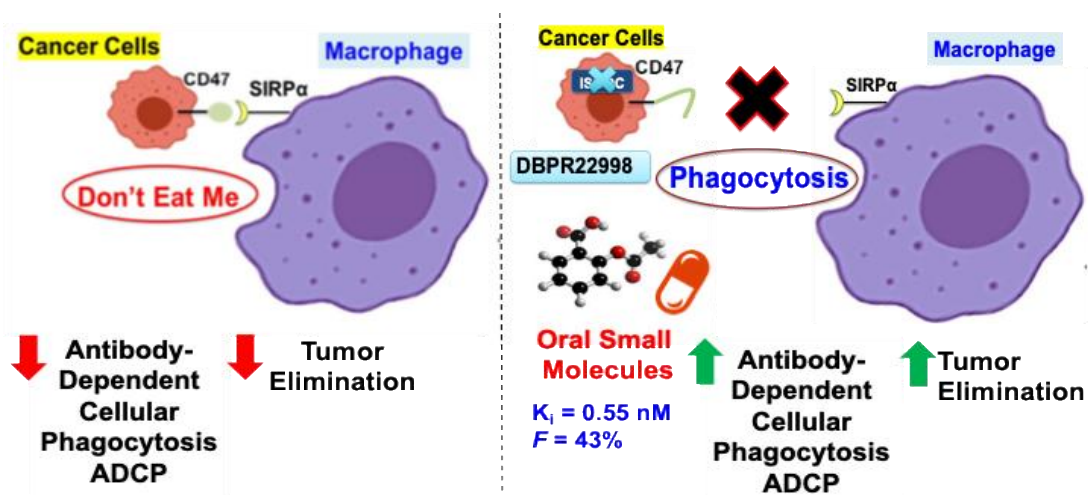 Cancer Cells
Macrophage
CD47
SIRPα
Don't Eat Me
Antibody-
Dependent
Cellular
Phagocytosis
ADCP
Tumor
Elimination
Cancer Cells
Macrophage
CD47
SIRPα
DBPR22998
Phagocytosis
Oral Small
Molecules
Ki = 0.55 nM
F = 43%
Antibody-
Dependent
Cellular
Phagocytosis
ADCP
Tumor
Elimination